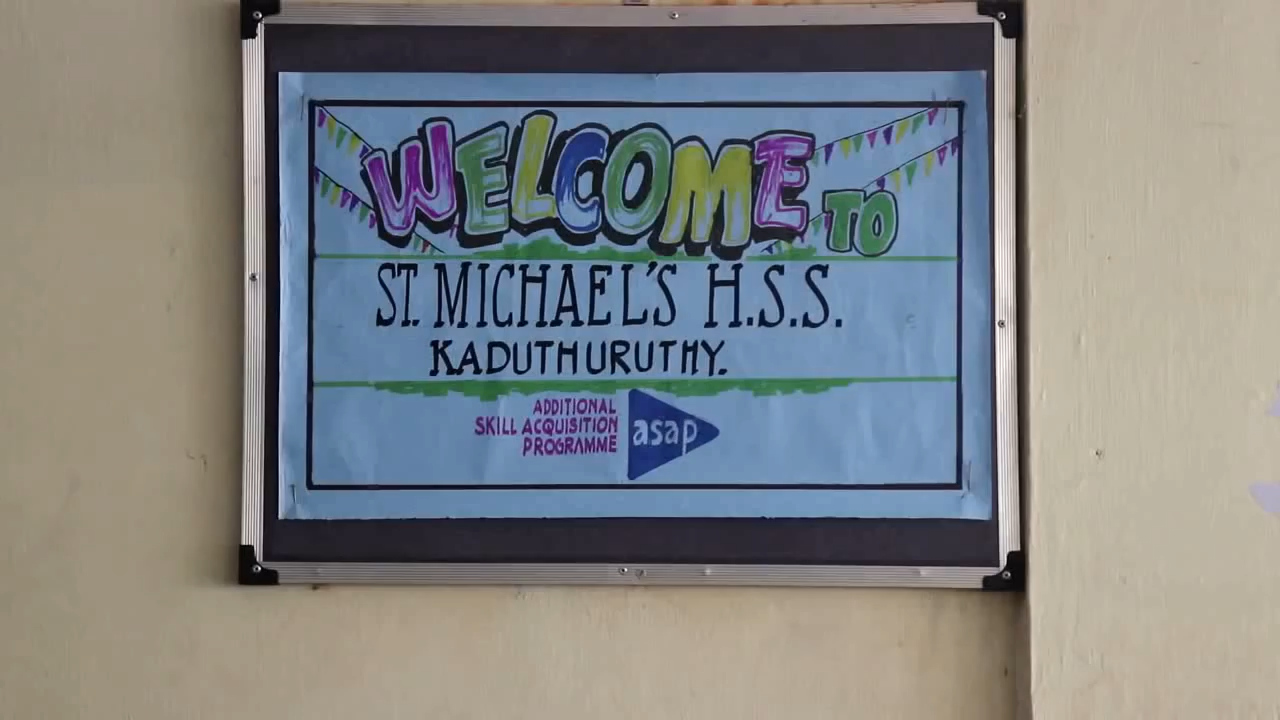 WELCOME TO
ST. MICHAEL'S H.S.S.
KADUTHURUTHY.
ADDITIONAL
SKILL ACQUISITION
PROGRAMME
asap